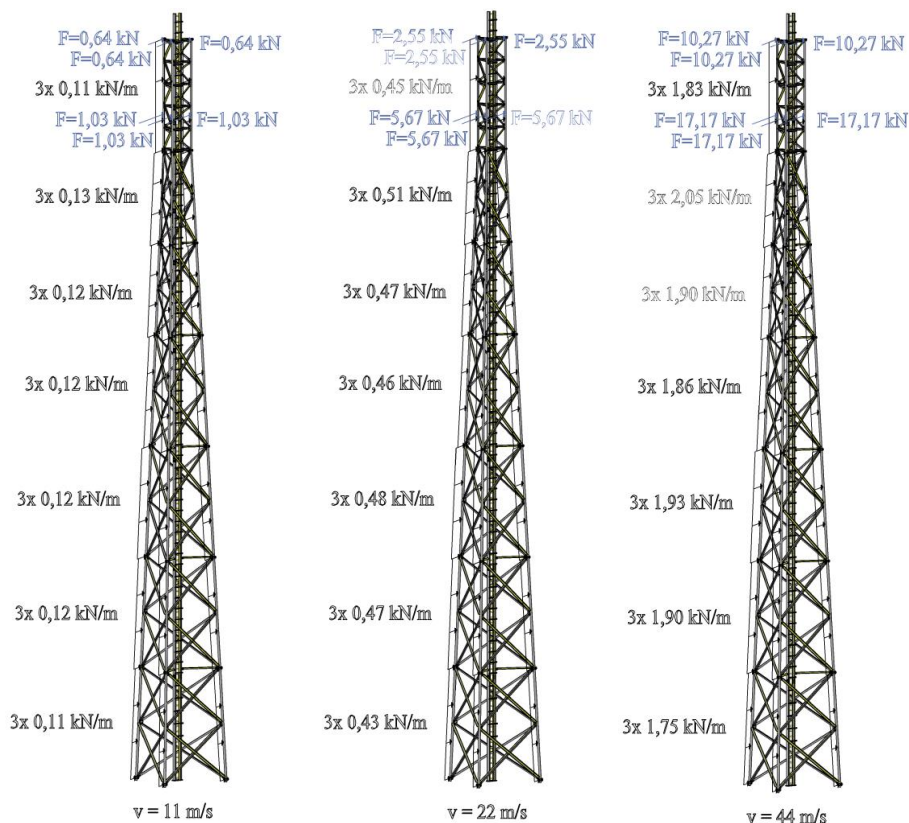 F=0,64 kN
F=0,64 kN
F=0,64 kN
3x 0,11 kN/m
F=1,03 kN
F=1,03 kN
F=1,03 kN
3x 0,13 kN/m
3x 0,12 kN/m
3x 0,12 kN/m
3x 0,12 kN/m
3x 0,12 kN/m
3x 0,11 kN/m
v = 11 m/s
F=2,55 kN
F=2,55 kN
F=2,55 kN
3x 0,45 kN/m
F=5,67 kN
F=5,67 kN
F=5,67 kN
3x 0,51 kN/m
3x 0,47 kN/m
3x 0,46 kN/m
3x 0,48 kN/m
3x 0,47 kN/m
3x 0,43 kN/m
v = 22 m/s
F=10,27 kN
F=10,27 kN
F=10,27 kN
3x 1,83 kN/m
F=17,17 kN
F=17,17 kN
F=17,17 kN
3x 2,05 kN/m
3x 1,90 kN/m
3x 1,86 kN/m
3x 1,93 kN/m
3x 1,90 kN/m
3x 1,75 kN/m
v = 44 m/s